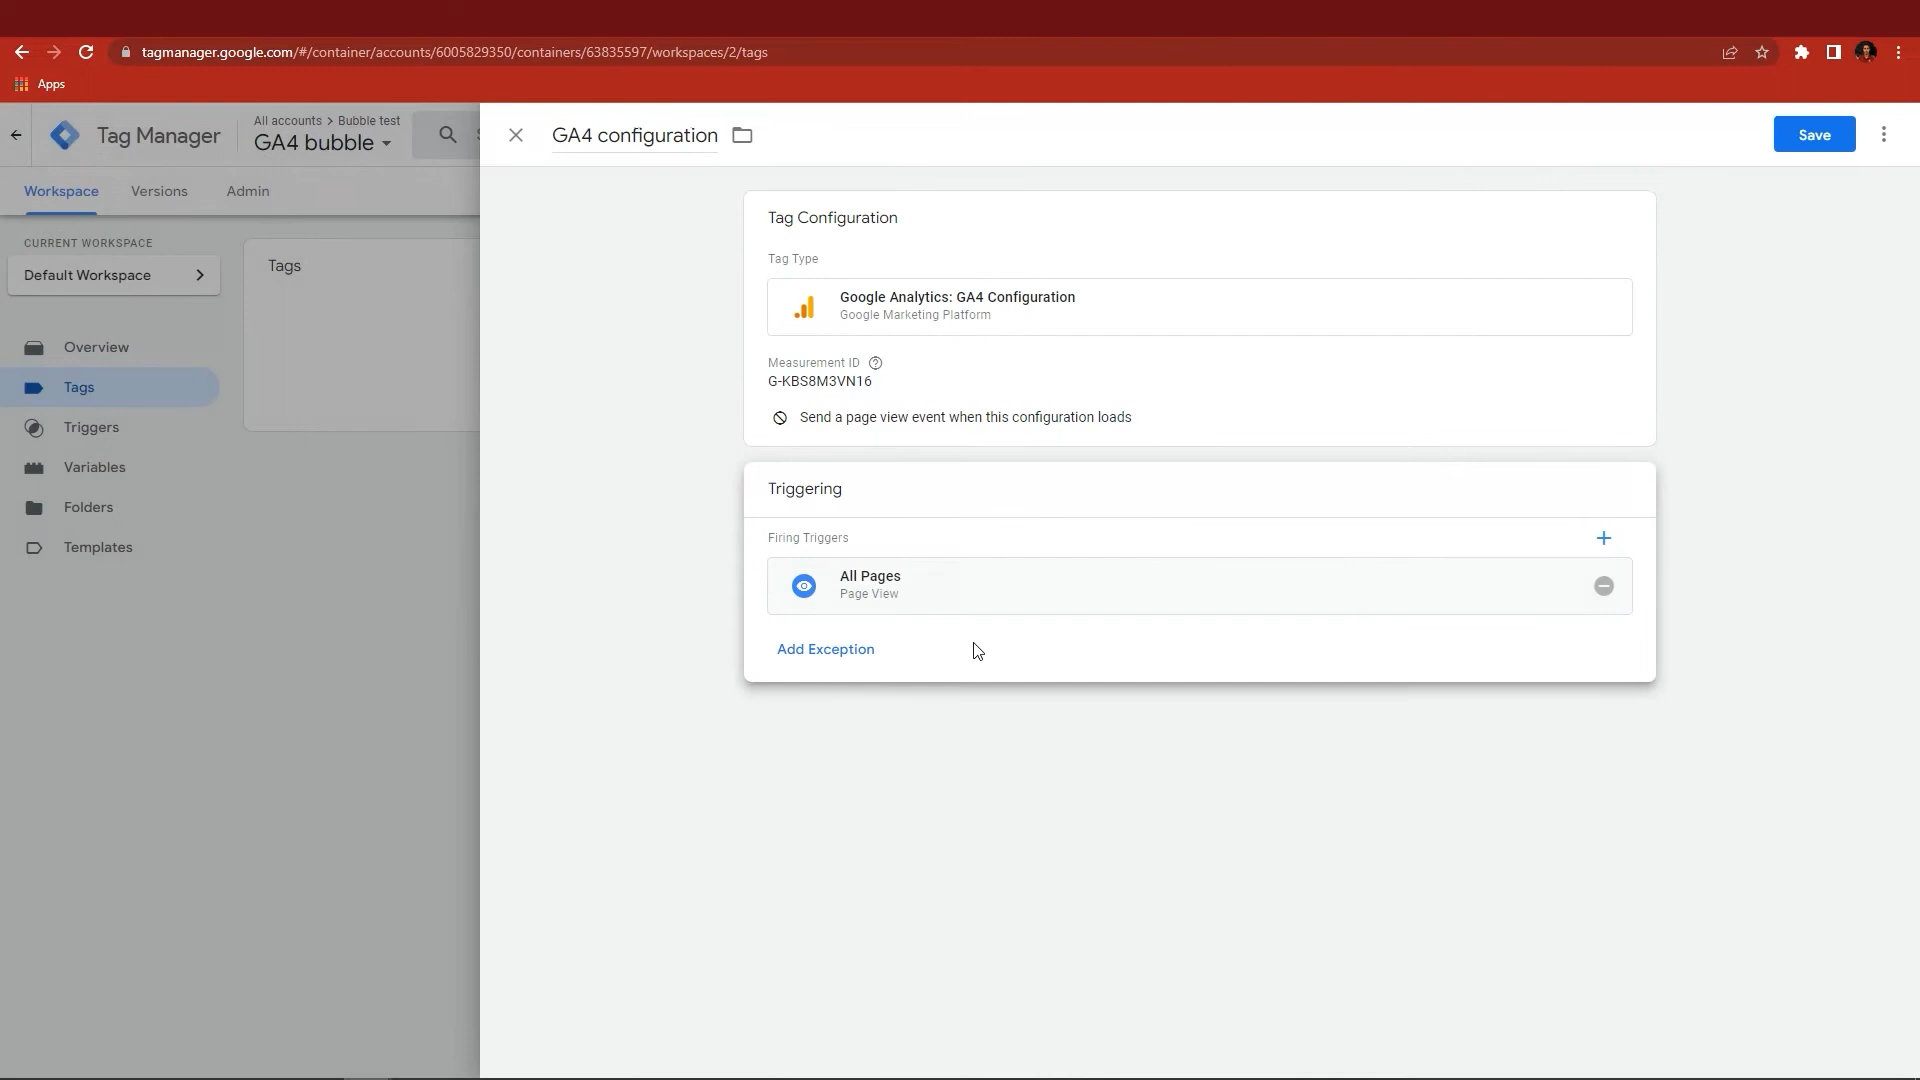 tagmanager.google.com/#/container/accounts/6005829350/containers/63835597/workspaces/2/tags
Apps
Tag Manager
All accounts > Bubble test
GA4 bubble
GA4 configuration
Save
Workspace
Versions
Admin
CURRENT WORKSPACE
Default Workspace
Tags
Overview
Tags
Triggers
Variables
Folders
Templates
Tag Configuration
Tag Type
Google Analytics: GA4 Configuration
Google Marketing Platform
Measurement ID
G-KBS8M3VN16
Send a page view event when this configuration loads
Triggering
Firing Triggers
All Pages
Page View
Add Exception